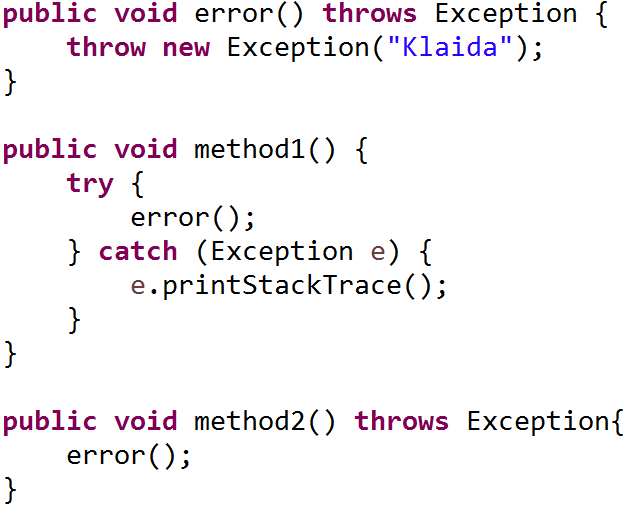 public void error() throws Exception {
    throw new Exception("Klaida");
}

public void method1() {
    try {
        error();
    } catch (Exception e) {
        e.printStackTrace();
    }
}

public void method2() throws Exception{
    error();
}